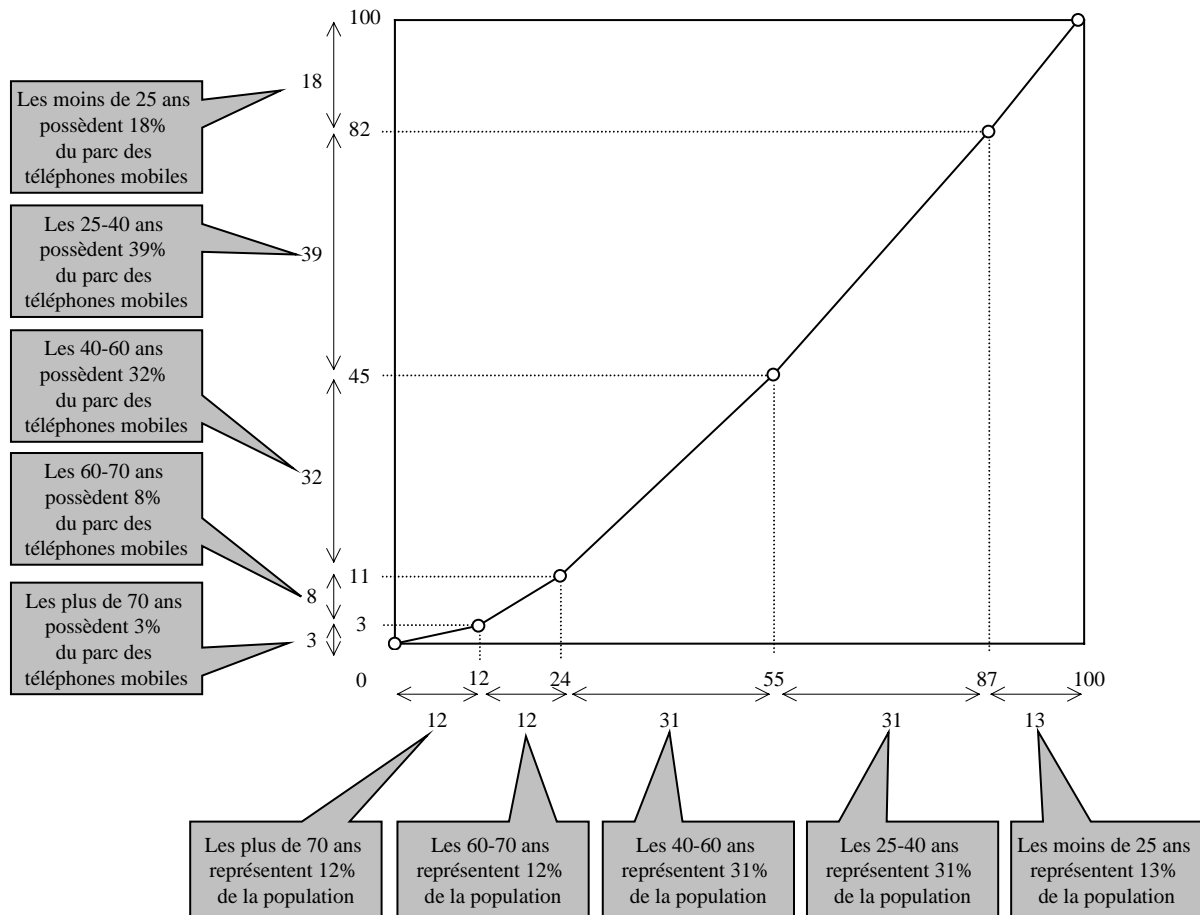 100
18
Les moins de 25 ans
possèdent 18%
du parc des
téléphones mobiles
82
Les 25-40 ans
possèdent 39%
du parc des
téléphones mobiles
39
Les 40-60 ans
possèdent 32%
du parc des
téléphones mobiles
45
32
Les 60-70 ans
possèdent 8%
du parc des
téléphones mobiles
11
8
Les plus de 70 ans
possèdent 3%
du parc des
téléphones mobiles
3
3
0 12 24 55 87 100
12 12 31 31 13
Les plus de 70 ans
représentent 12%
de la population
Les 60-70 ans
représentent 12%
de la population
Les 40-60 ans
représentent 31%
de la population
Les 25-40 ans
représentent 31%
de la population
Les moins de 25 ans
représentent 13%
de la population